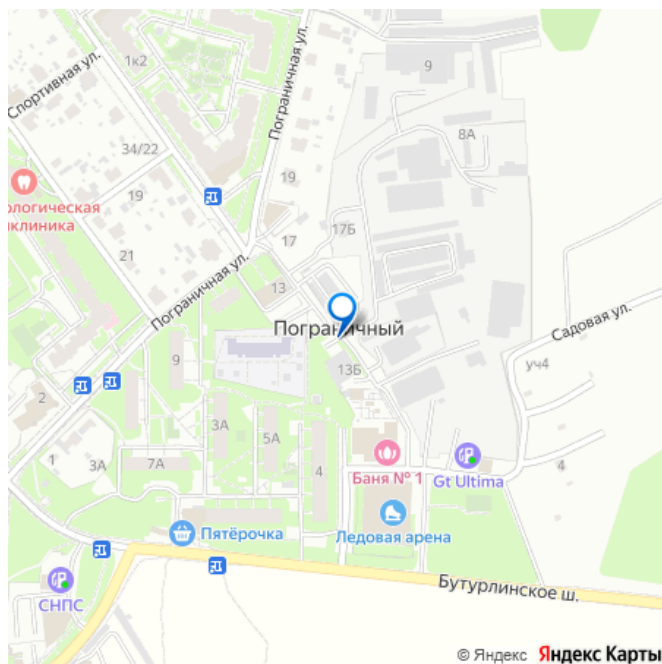 1к2
Пограничная ул.
9
Спортивная ул.
8А
34/22
19
19
ологическая
иклиника
17Б
17
21
Пограничная ул.
13
Садовая ул.
Пограничный
уч4
9
13Б
2
3А
5А
1
3А
7А
4
4
Баня № 1
Gt Ultima
Пятёрочка
Ледовая арена
СНПС
Бутурлинское ш.
© Яндекс Яндекс Карты